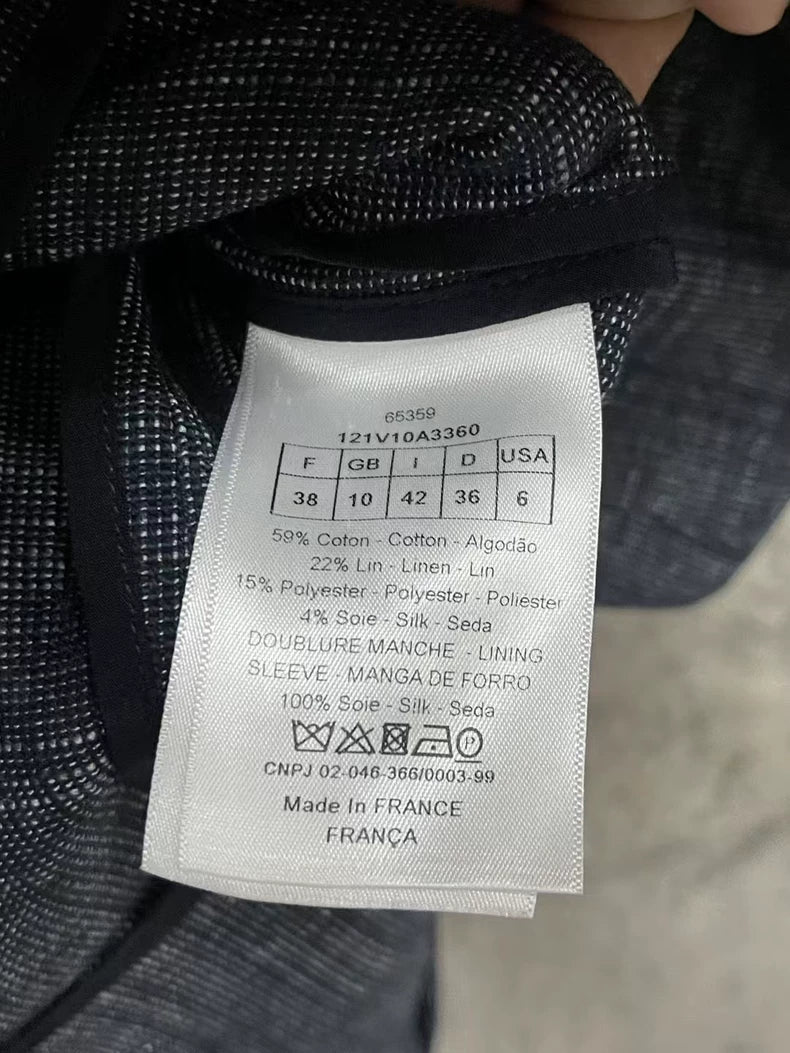 65359
121V10A3360
F GB I D USA
38 10 42 36 6
59% Coton - Cotton - Algodão
22% Lin - Linen - Lin
15% Polyester - Polyester - Poliéster
4% Soie - Silk - Seda
DOUBLURE MANCHE - LINING
SLEEVE - MANGA DE FORRO
100% Soie - Silk - Seda
P
CNPJ 02-046-366/0003-99
Made In FRANCE
FRANÇA